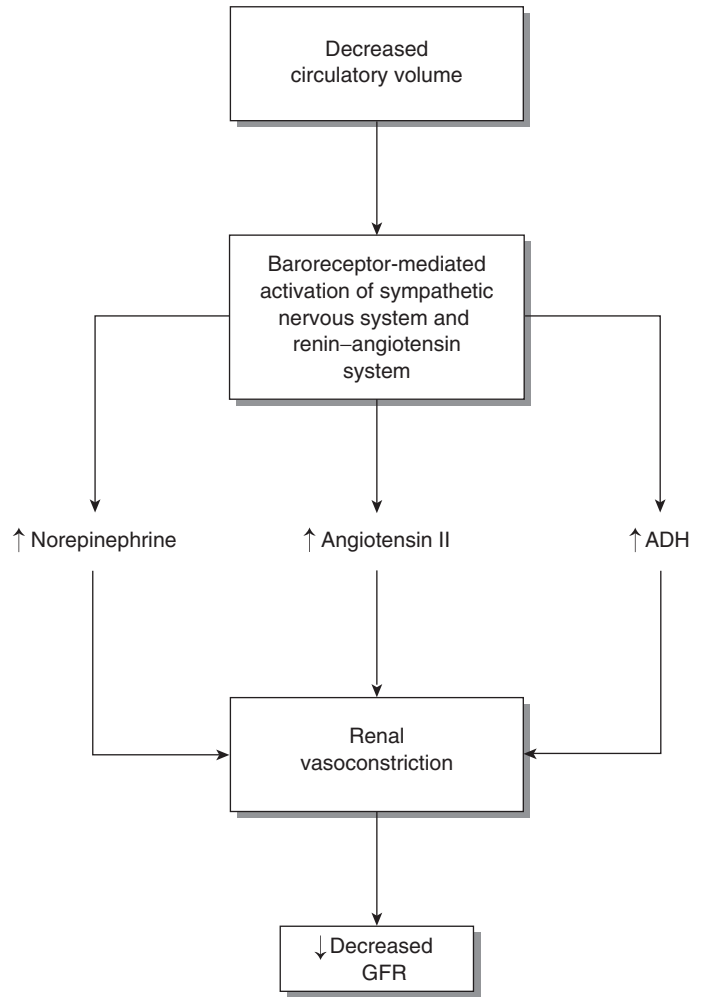 Decreased
circulatory volume
Baroreceptor-mediated
activation of sympathetic
nervous system and
renin–angiotensin
system
↑ Norepinephrine
↑ Angiotensin II
↑ ADH
Renal
vasoconstriction
↓ Decreased
GFR